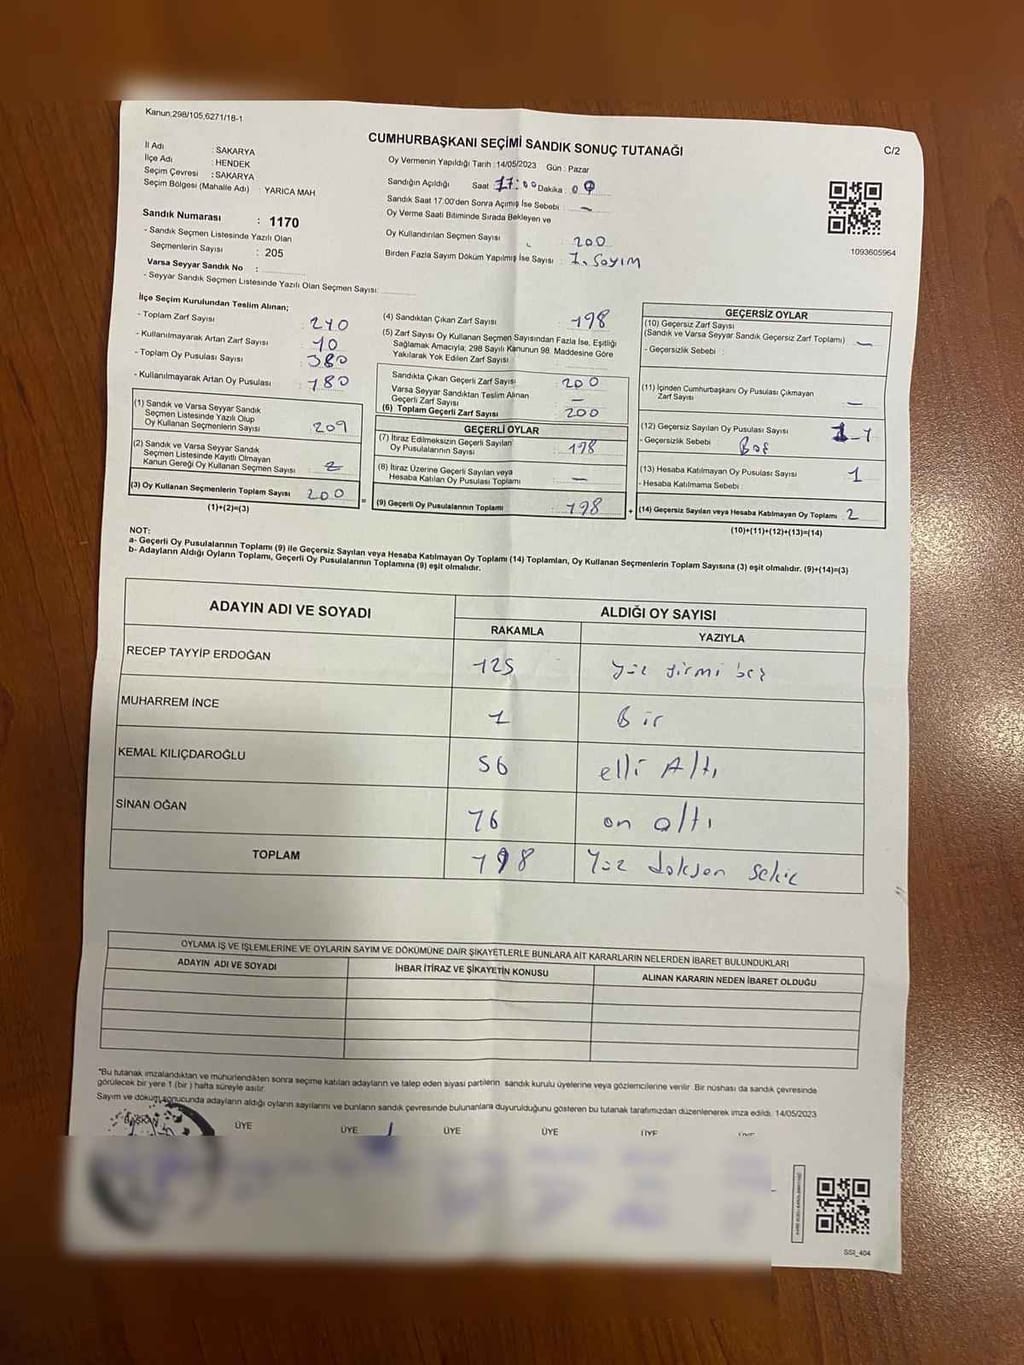 Kanun;298/105,6271/18-1
CUMHURBAŞKANI SEÇİMİ SANDIK SONUÇ TUTANAĞI
C/2
İl Adı : SAKARYA
İlçe Adı : HENDEK
Seçim Çevresi : SAKARYA
Seçim Bölgesi (Mahalle Adı) : YARICA MAH
Sandık Numarası : 1170
- Sandık Seçmen Listesinde Yazılı Olan
Seçmenlerin Sayısı : 205
Varsa Seyyar Sandık No :
- Seyyar Sandık Seçmen Listesinde Yazılı Olan Seçmen Sayısı:
Oy Vermenin Yapıldığı Tarih :14/05/2023 Gün : Pazar
Sandığın Açıldığı Saat 17:00 Dakika :
Sandık Saat 17.00'den Sonra Açılmış İse Sebebi : –
Oy Verme Saati Bitiminde Sırada Bekleyen ve
Oy Kullandırılan Seçmen Sayısı : 200
Birden Fazla Sayım Döküm Yapılmış İse Sayısı : 1. Sayım
1093605964
İlçe Seçim Kurulundan Teslim Alınan;
- Toplam Zarf Sayısı 210
- Kullanılmayarak Artan Zarf Sayısı 10
- Toplam Oy Pusulası Sayısı 380
- Kullanılmayarak Artan Oy Pusulası 180
(1) Sandık ve Varsa Seyyar Sandık
Seçmen Listesinde Yazılı Olup
Oy Kullanan Seçmenlerin Sayısı
(2) Sandık ve Varsa Seyyar Sandık
Seçmen Listesinde Kayıtlı Olmayan
Kanun Gereği Oy Kullanan Seçmen Sayısı
(3) Oy Kullanan Seçmenlerin Toplam Sayısı 200
(1)+(2)=(3)
(4) Sandıktan Çıkan Zarf Sayısı 198
(5) Zarf Sayısı Oy Kullanan Seçmen Sayısından Fazla İse, Eşitliği
Sağlamak Amacıyla; 298 Sayılı Kanunun 98. Maddesine Göre
Yakılarak Yok Edilen Zarf Sayısı :
Sandıkta Çıkan Geçerli Zarf Sayısı 200
Varsa Seyyar Sandıktan Teslim Alınan
Geçerli Zarf Sayısı –
(6) Toplam Geçerli Zarf Sayısı 200
GEÇERLİ OYLAR
(7) İtiraz Edilmeksizin Geçerli Sayılan
Oy Pusulalarının Sayısı 198
(8) İtiraz Üzerine Geçerli Sayılan veya
Hesaba Katılan Oy Pusulası Toplamı –
= (9) Geçerli Oy Pusulalarının Toplamı 198
GEÇERSİZ OYLAR
(10) Geçersiz Zarf Sayısı
(Sandık ve Varsa Seyyar Sandık Geçersiz Zarf Toplamı) –
- Geçersizlik Sebebi :
(11) İçinden Cumhurbaşkanı Oy Pusulası Çıkmayan
Zarf Sayısı –
(12) Geçersiz Sayılan Oy Pusulası Sayısı 1-1
- Geçersizlik Sebebi Boş
(13) Hesaba Katılmayan Oy Pusulası Sayısı 1
- Hesaba Katılmama Sebebi :
+ (14) Geçersiz Sayılan veya Hesaba Katılmayan Oy Toplamı 2
(10)+(11)+(12)+(13)=(14)
NOT:
a- Geçerli Oy Pusulalarının Toplamı (9) ile Geçersiz Sayılan veya Hesaba Katılmayan Oy Toplamı (14) Toplamları, Oy Kullanan Seçmenlerin Toplam Sayısına (3) eşit olmalıdır. (9)+(14)=(3)
b- Adayların Aldığı Oyların Toplamı, Geçerli Oy Pusulalarının Toplamına (9) eşit olmalıdır.
ADAYIN ADI VE SOYADI ALDIĞI OY SAYISI
RAKAMLA YAZIYLA
RECEP TAYYİP ERDOĞAN 125 yüz yirmi beş
MUHARREM İNCE 1 Bir
KEMAL KILIÇDAROĞLU 56 elli Altı
SİNAN OĞAN 16 on altı
TOPLAM 198 Yüz doksan sekiz
OYLAMA İŞ VE İŞLEMLERİNE VE OYLARIN SAYIM VE DÖKÜMÜNE DAİR ŞİKAYETLERLE BUNLARA AİT KARARLARIN NELERDEN İBARET BULUNDUKLARI
ADAYIN ADI VE SOYADI İHBAR İTİRAZ VE ŞİKAYETİN KONUSU ALINAN KARARIN NEDEN İBARET OLDUĞU
*Bu tutanak imzalandıktan ve mühürlendikten sonra seçime katılan adayların ve talep eden siyasi partilerin sandık kurulu üyelerine veya gözlemcilerine verilir. Bir nüshası da sandık çevresinde
görülecek bir yere 1 (bir) hafta süreyle asılır.
Sayım ve döküm sonucunda adayların aldığı oyların sayılarını ve bunların sandık çevresinde bulunanlara duyurulduğunu gösteren bu tutanak tarafımızdan düzenlenerek imza edildi. 14/05/2023
BAŞKAN ÜYE ÜYE ÜYE ÜYE ÜYE ÜYE
SSI_404